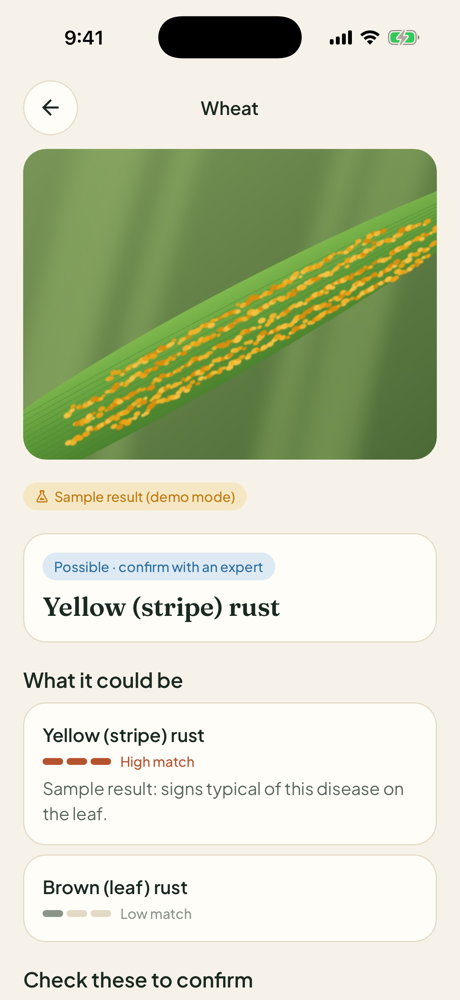 9:41
Wheat
Sample result (demo mode)
Possible · confirm with an expert
Yellow (stripe) rust
What it could be
Yellow (stripe) rust
High match
Sample result: signs typical of this disease on
the leaf.
Brown (leaf) rust
Low match
Check these to confirm